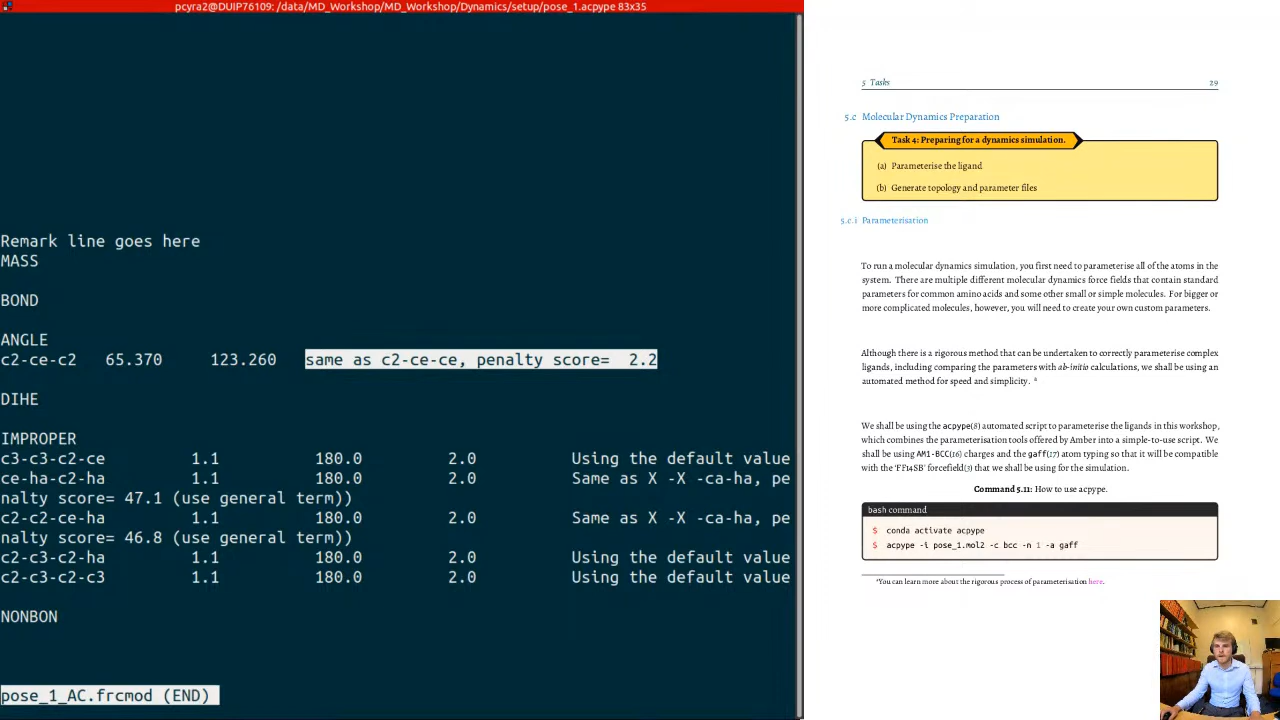 pcyra2@DUIP76109: /data/MD_Workshop/MD_Workshop/Dynamics/setup/pose_1.acpype 83x35
Remark line goes here
MASS
BOND
ANGLE
c2-ce-c2   65.370     123.260   same as c2-ce-ce, penalty score=  2.2
DIHE
IMPROPER
c3-c3-c2-ce         1.1          180.0         2.0          Using the default value
ce-ha-c2-ha         1.1          180.0         2.0          Same as X -X -ca-ha, pe
nalty score= 47.1 (use general term))
c2-c2-ce-ha         1.1          180.0         2.0          Same as X -X -ca-ha, pe
nalty score= 46.8 (use general term))
c2-c3-c2-ha         1.1          180.0         2.0          Using the default value
c2-c3-c2-c3         1.1          180.0         2.0          Using the default value
NONBON
pose_1_AC.frcmod (END)
5 Tasks 29
5.c Molecular Dynamics Preparation
Task 4: Preparing for a dynamics simulation.
(a) Parameterise the ligand
(b) Generate topology and parameter files
5.c.i Parameterisation
To run a molecular dynamics simulation, you first need to parameterise all of the atoms in the
system. There are multiple different molecular dynamics force fields that contain standard
parameters for common amino acids and some other small or simple molecules. For bigger or
more complicated molecules, however, you will need to create your own custom parameters.
Although there is a rigorous method that can be undertaken to correctly parameterise complex
ligands, including comparing the parameters with ab-initio calculations, we shall be using an
automated method for speed and simplicity. a
We shall be using the acpype(8) automated script to parameterise the ligands in this workshop,
which combines the parameterisation tools offered by Amber into a simple-to-use script. We
shall be using AM1-BCC(16) charges and the gaff(17) atom typing so that it will be compatible
with the 'FF14SB' forcefield(3) that we shall be using for the simulation.
Command 5.11: How to use acpype.
bash command
$ conda activate acpype
$ acpype -i pose_1.mol2 -c bcc -n 1 -a gaff
aYou can learn more about the rigorous process of parameterisation here.